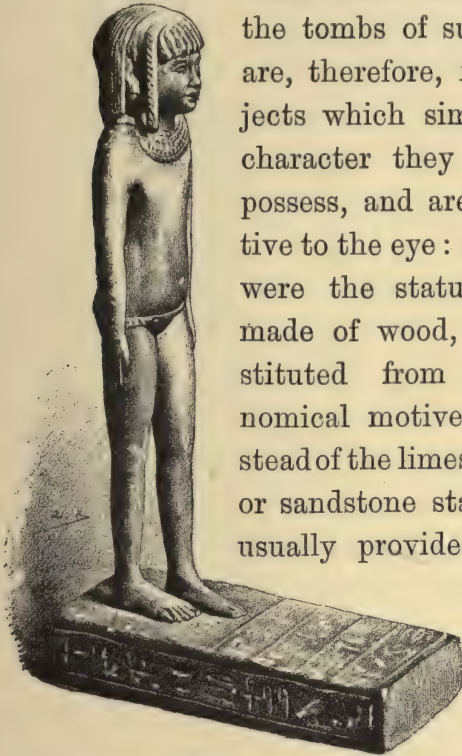 the tombs of su
are, therefore, i
jects which sim
character they
possess, and are
tive to the eye :
were the statu
made of wood,
stituted from
nomical motive
stead of the limes
or sandstone sta
usually provide